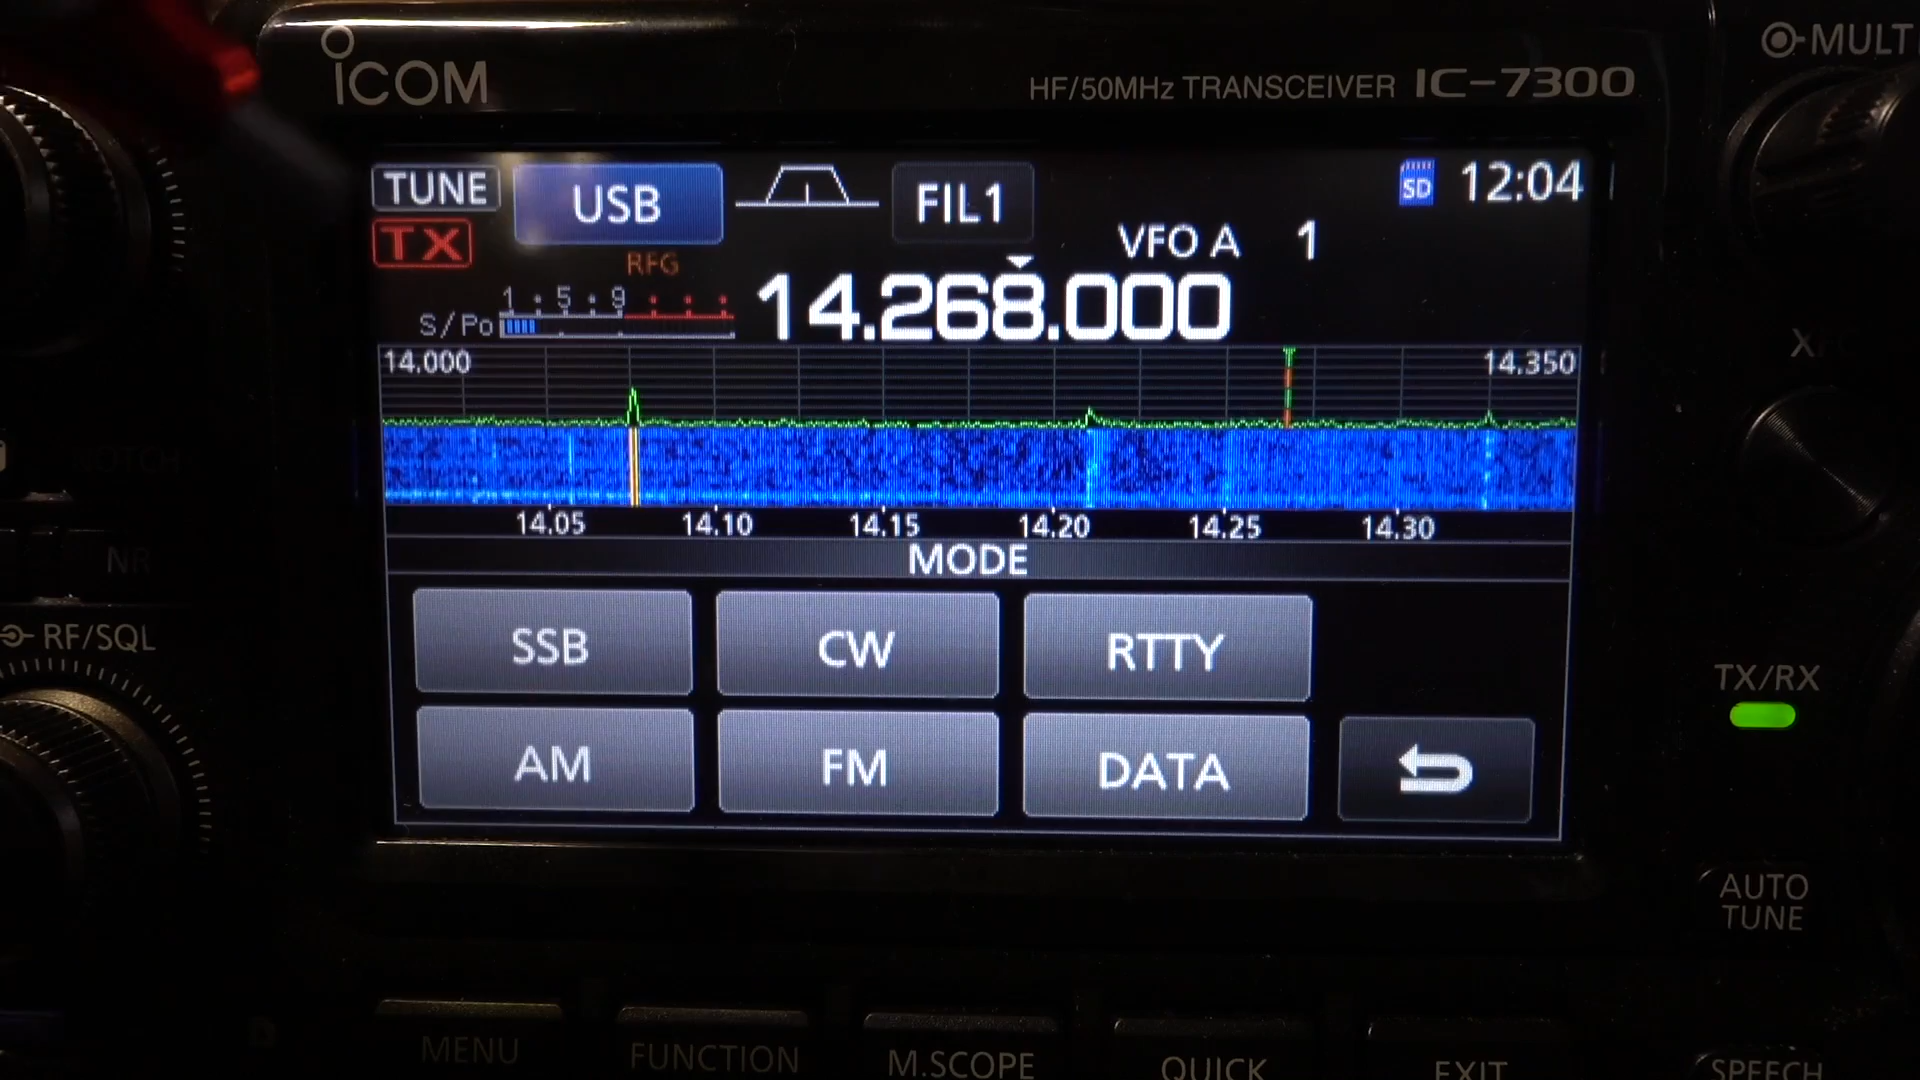 ICOM
HF/50MHz TRANSCEIVER IC-7300
MULT
TUNE USB FIL1 SD 12:04
TX RFG VFO A 1
14.268.000
1 5 9
S/Po
14.000 14.350
14.05 14.10 14.15 14.20 14.25 14.30
MODE
SSB CW RTTY
AM FM DATA
NOTCH
NR
RF/SQL
TX/RX
AUTO
TUNE
MENU FUNCTION M.SCOPE QUICK EXIT SPEECH